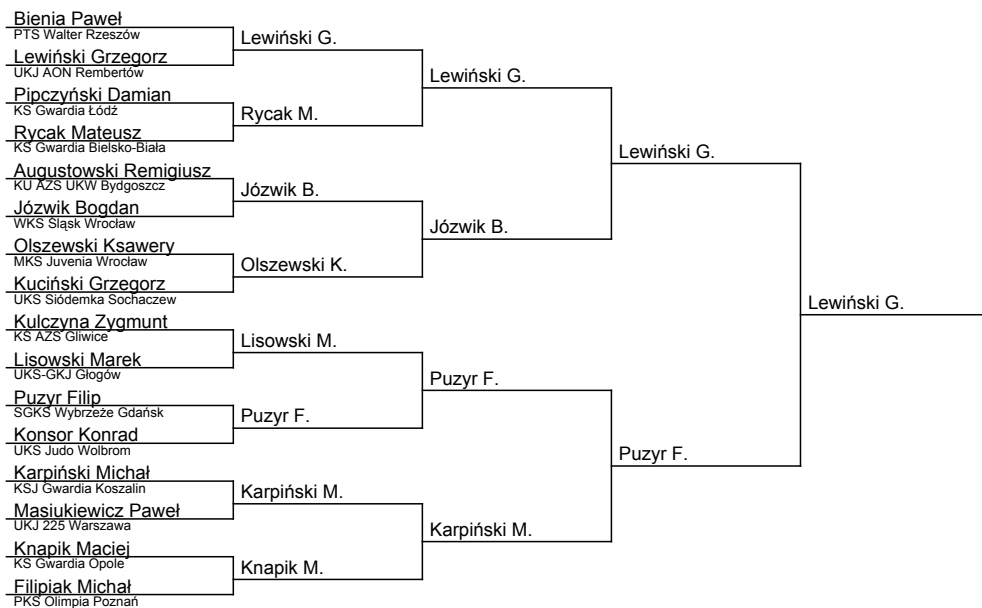 Bienia Paweł
PTS Walter Rzeszów
Lewiński Grzegorz
UKJ AON Rembertów
Pipczyński Damian
KS Gwardia Łódź
Rycak Mateusz
KS Gwardia Bielsko-Biała
Augustowski Remigiusz
KU AZS UKW Bydgoszcz
Józwik Bogdan
WKS Śląsk Wrocław
Olszewski Ksawery
MKS Juvenia Wrocław
Kuciński Grzegorz
UKS Siódemka Sochaczew
Kulczyna Zygmunt
KS AZS Gliwice
Lisowski Marek
UKS-GKJ Głogów
Puzyr Filip
SGKS Wybrzeże Gdańsk
Konsor Konrad
UKS Judo Wolbrom
Karpiński Michał
KSJ Gwardia Koszalin
Masiukiewicz Paweł
UKJ 225 Warszawa
Knapik Maciej
KS Gwardia Opole
Filipiak Michał
PKS Olimpia Poznań
Lewiński G.
Rycak M.
Józwik B.
Olszewski K.
Lisowski M.
Puzyr F.
Karpiński M.
Knapik M.
Lewiński G.
Józwik B.
Puzyr F.
Karpiński M.
Lewiński G.
Puzyr F.
Lewiński G.